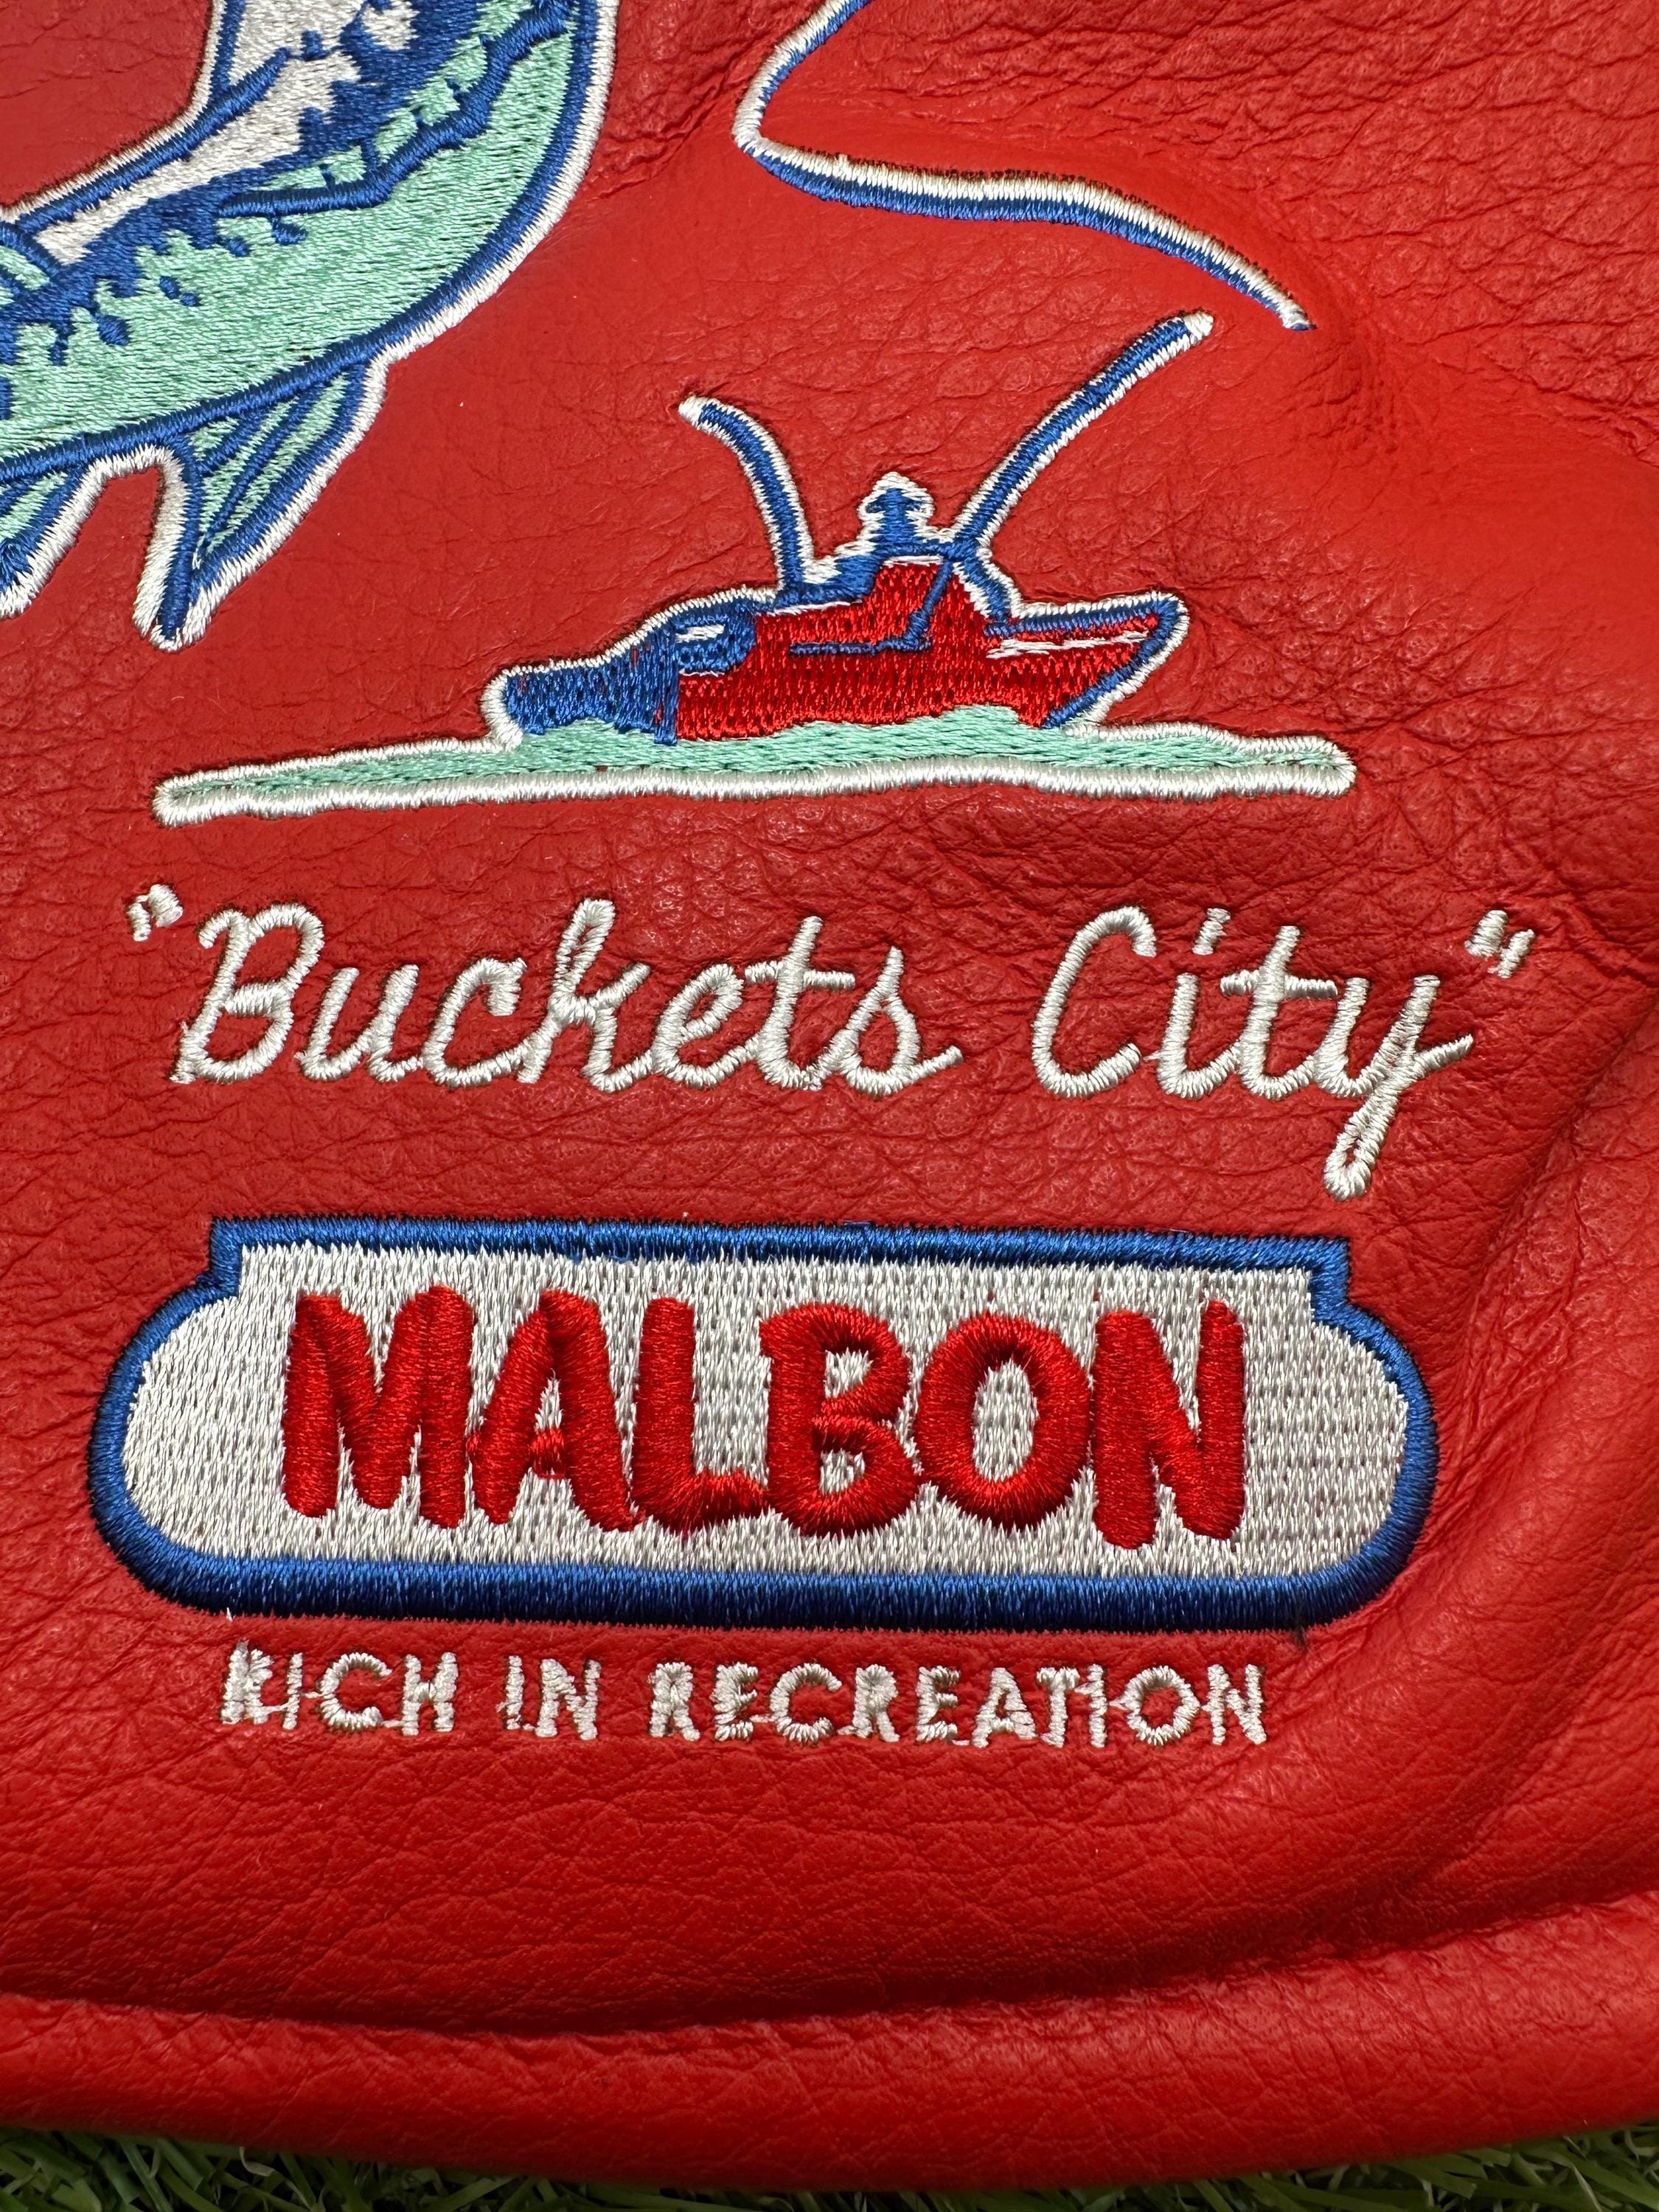 "Buckets City"
MALBON
RICH IN RECREATION